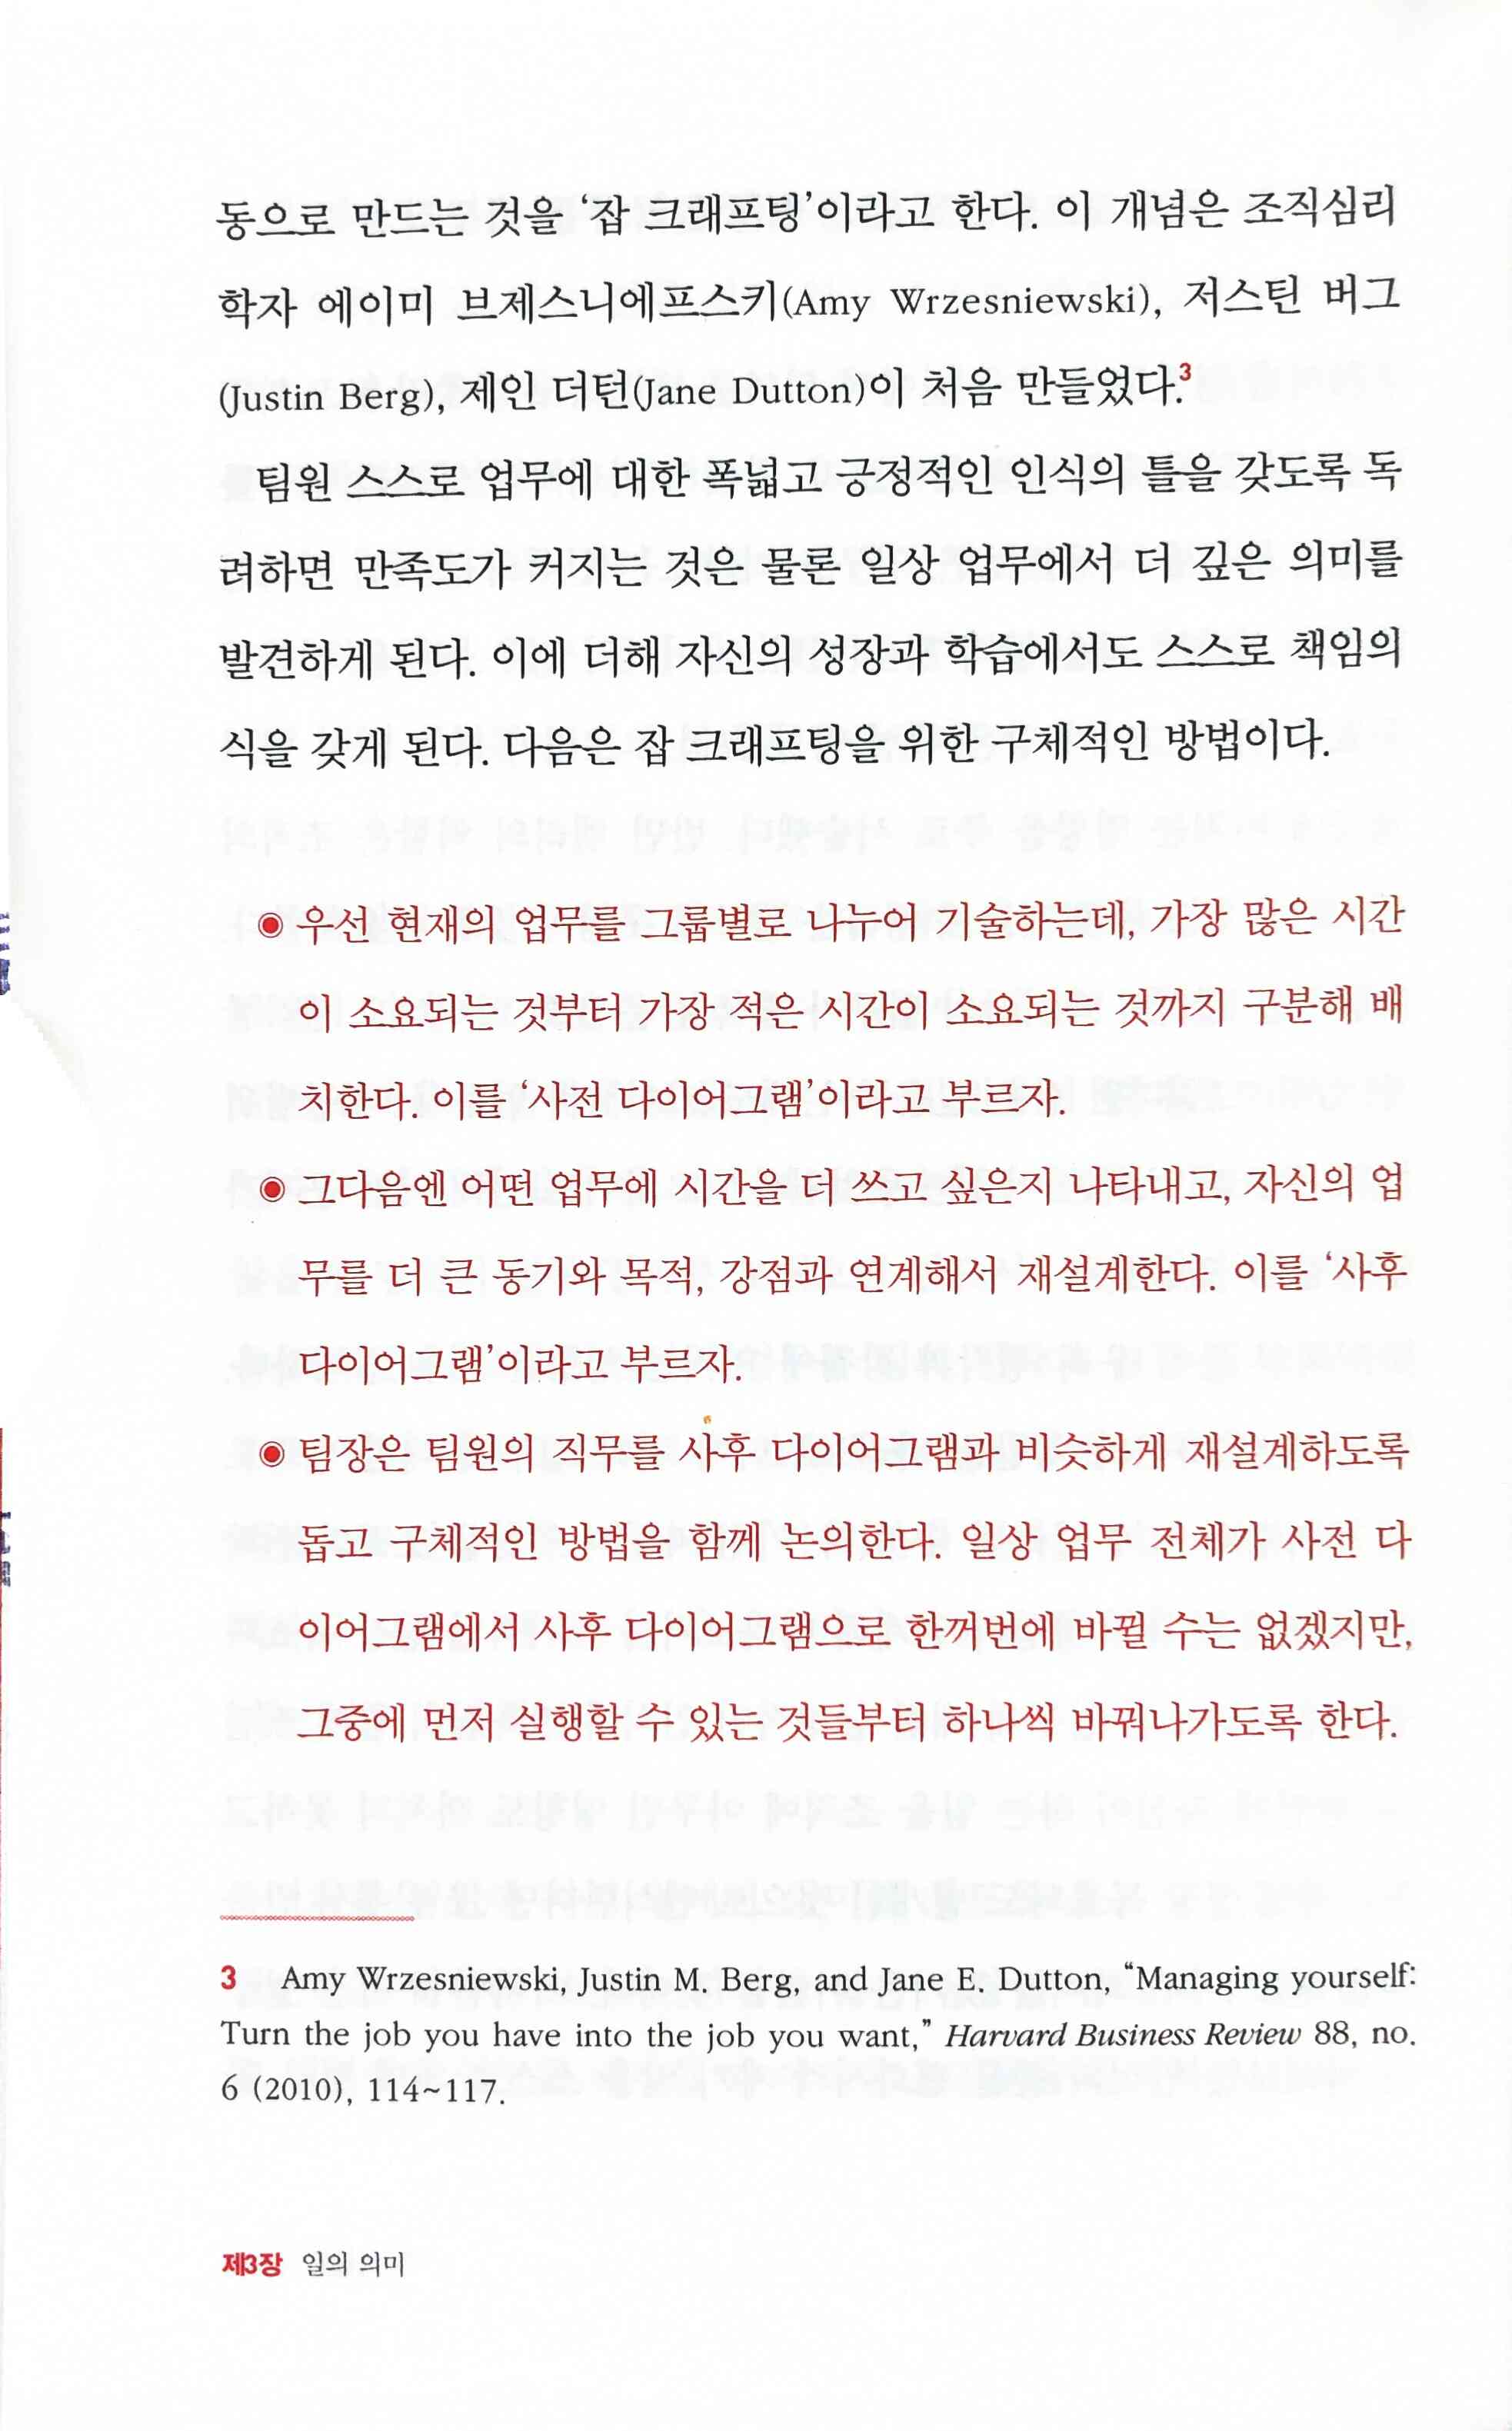 동으로 만드는 것을 ‘잡 크래프팅’이라고 한다. 이 개념은 조직심리
학자 에이미 브제스니에프스키(Amy Wrzesniewski), 저스틴 버그
(Justin Berg), 제인 더턴(Jane Dutton)이 처음 만들었다.³
팀원 스스로 업무에 대한 폭넓고 긍정적인 인식의 틀을 갖도록 독
려하면 만족도가 커지는 것은 물론 일상 업무에서 더 깊은 의미를
발견하게 된다. 이에 더해 자신의 성장과 학습에서도 스스로 책임의
식을 갖게 된다. 다음은 잡 크래프팅을 위한 구체적인 방법이다.
◉ 우선 현재의 업무를 그룹별로 나누어 기술하는데, 가장 많은 시간
이 소요되는 것부터 가장 적은 시간이 소요되는 것까지 구분해 배
치한다. 이를 ‘사전 다이어그램’이라고 부르자.
◉ 그다음엔 어떤 업무에 시간을 더 쓰고 싶은지 나타내고, 자신의 업
무를 더 큰 동기와 목적, 강점과 연계해서 재설계한다. 이를 ‘사후
다이어그램’이라고 부르자.
◉ 팀장은 팀원의 직무를 사후 다이어그램과 비슷하게 재설계하도록
돕고 구체적인 방법을 함께 논의한다. 일상 업무 전체가 사전 다
이어그램에서 사후 다이어그램으로 한꺼번에 바뀔 수는 없겠지만,
그중에 먼저 실행할 수 있는 것들부터 하나씩 바꿔나가도록 한다.
3 Amy Wrzesniewski, Justin M. Berg, and Jane E. Dutton, “Managing yourself:
Turn the job you have into the job you want,” Harvard Business Review 88, no.
6 (2010), 114~117.
제3장 일의 의미